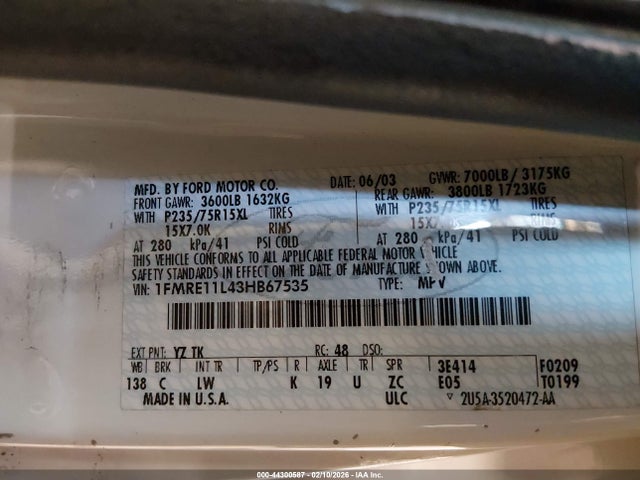 DATE: 06/03 GVWR: 7000LB/ 3175KG
MFD. BY FORD MOTOR CO.
FRONT GAWR: 3600LB 1632KG REAR GAWR: 3800LB 1723KG
WITH P235/75R15XL TIRES WITH P235/75R15XL TIRES
15X7.0K RIMS 15X7.0K RIMS
AT 280 kPa/41 PSI COLD AT 280 kPa/41 PSI COLD
THIS VEHICLE CONFORMS TO ALL APPLICABLE FEDERAL MOTOR VEHICLE
SAFETY STANDARDS IN EFFECT ON THE DATE OF MANUFACTURE SHOWN ABOVE.
VIN: 1FMRE11L43HB67535 TYPE: MPV
EXT PNT: YZ TK RC: 48 DSO:
WB BRK INT TR TP/PS R AXLE TR SPR 3E414 F0209
138 C LW K 19 U ZC E05 T0199
MADE IN U.S.A. ULC ▽ 2U5A-3520472-AA
000-44300587 - 02/10/2026 - IAA Inc.